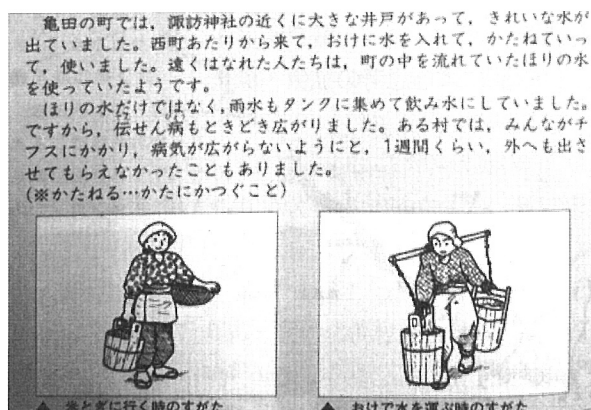 亀田の町では，諏訪神社の近くに大きな井戸があって，きれいな水が
出ていました。西町あたりから来て，おけに水を入れて，かたねていっ
て，使いました。遠くはなれた人たちは，町の中を流れていたほりの水
を使っていたようです。
ほりの水だけではなく，雨水もタンクに集めて飲み水にしていました。
ですから，伝せん病もときどき広がりました。ある村では，みんながチ
フスにかかり，病気が広がらないようにと，1週間くらい，外へも出さ
せてもらえなかったこともありました。
(※かたねる…かたにかつぐこと)
▲ 米とぎに行く時のすがた
▲ おけで水を運ぶ時のすがた